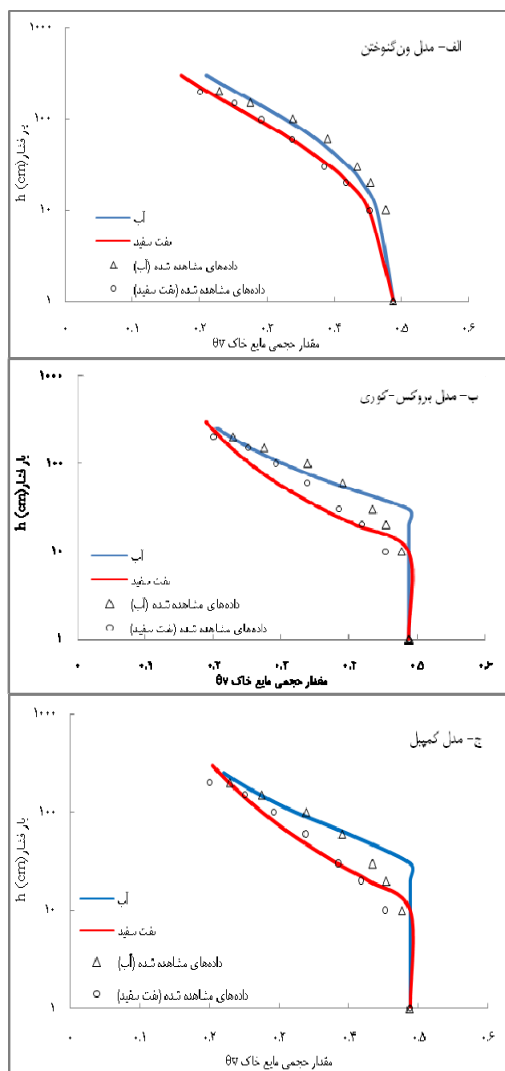 الف- مدل ون‌گنوختن
۱۰۰۰
۱۰۰
۱۰
۱
بار فشار h (cm)
آب
نفت سفید
داده‌های مشاهده شده (آب)
داده‌های مشاهده شده (نفت سفید)
۰ ۰.۱ ۰.۲ ۰.۳ ۰.۴ ۰.۵ ۰.۶
مقدار حجمی مایع خاک θv
ب- مدل بروکس-کوری
۱۰۰۰
۱۰۰
۱۰
۱
بار فشار h (cm)
آب
نفت سفید
داده‌های مشاهده شده (آب)
داده‌های مشاهده شده (نفت سفید)
۰ ۰.۱ ۰.۲ ۰.۳ ۰.۴ ۰.۵ ۰.۶
مقدار حجمی مایع خاک θv
ج- مدل کمپبل
۱۰۰۰
۱۰۰
۱۰
۱
بار فشار h (cm)
آب
نفت سفید
داده‌های مشاهده شده (آب)
داده‌های مشاهده شده (نفت سفید)
۰ ۰.۱ ۰.۲ ۰.۳ ۰.۴ ۰.۵ ۰.۶
مقدار حجمی مایع خاک θv